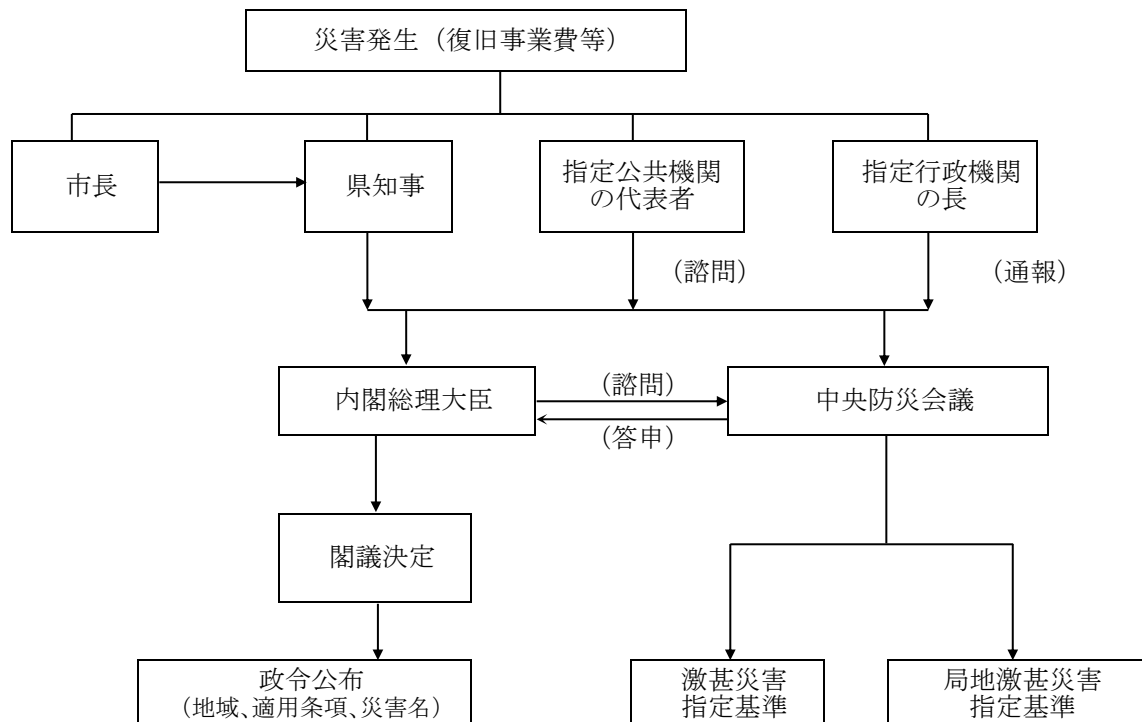 災害発生（復旧事業費等）
市長
県知事
指定公共機関
の代表者
指定行政機関
の長
（諮問）
（通報）
内閣総理大臣
（諮問）
（答申）
中央防災会議
閣議決定
政令公布
（地域、適用条項、災害名）
激甚災害
指定基準
局地激甚災害
指定基準